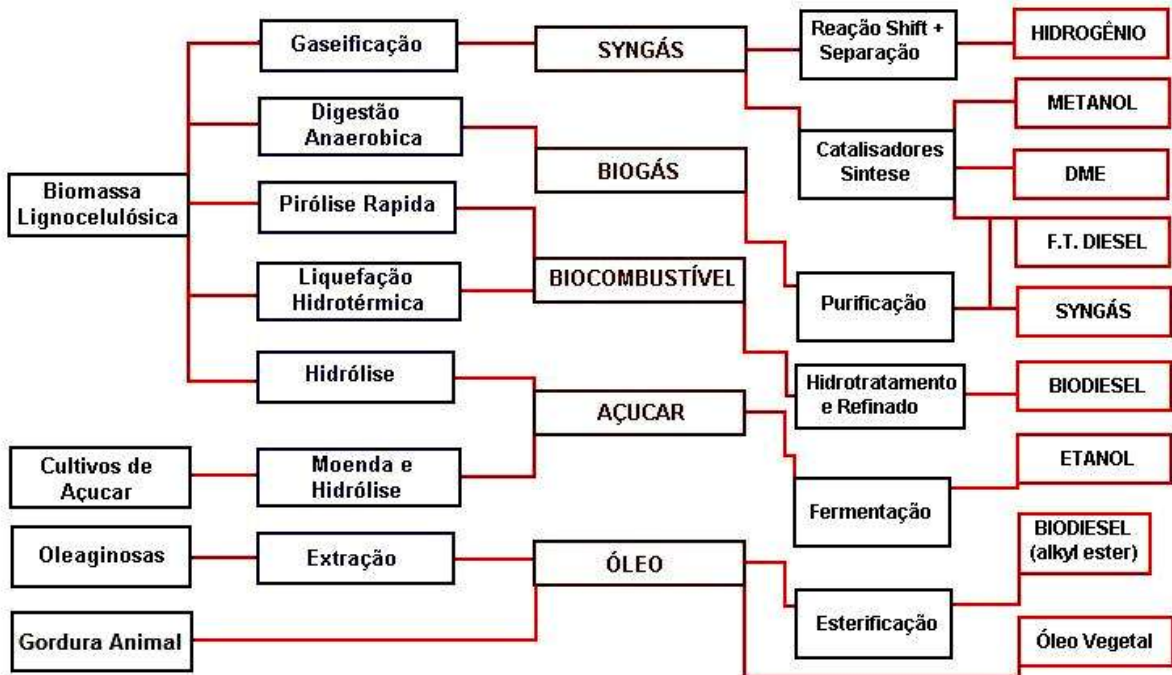 Biomassa
Lignocelulósica
Cultivos de
Açucar
Oleaginosas
Gordura Animal
Gaseificação
Digestão
Anaerobica
Pirólise Rapida
Liquefação
Hidrotérmica
Hidrólise
Moenda e
Hidrólise
Extração
SYNGÁS
BIOGÁS
BIOCOMBUSTÍVEL
AÇUCAR
ÓLEO
Reação Shift +
Separação
Catalisadores
Sintese
Purificação
Hidrotratamento
e Refinado
Fermentação
Esterificação
HIDROGÊNIO
METANOL
DME
F.T. DIESEL
SYNGÁS
BIODIESEL
ETANOL
BIODIESEL
(alkyl ester)
Óleo Vegetal